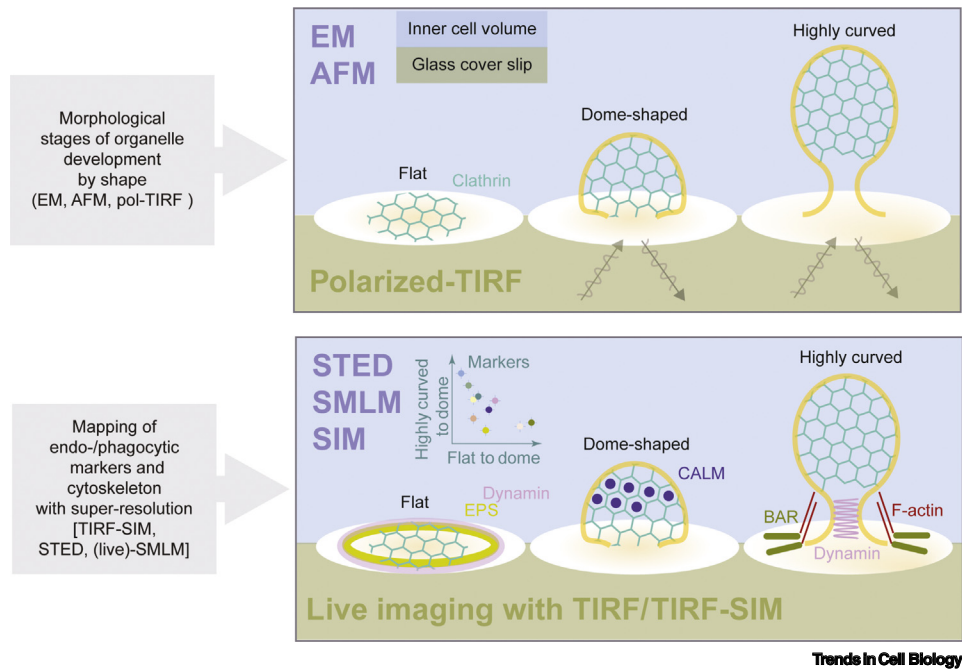 Morphological
stages of organelle
development
by shape
(EM, AFM, pol-TIRF )
EM
AFM
Inner cell volume
Glass cover slip
Flat
Clathrin
Dome-shaped
Highly curved
Polarized-TIRF
Mapping of
endo-/phagocytic
markers and
cytoskeleton
with super-resolution
[TIRF-SIM,
STED, (live)-SMLM]
STED
SMLM
SIM
Markers
Highly curved
to dome
Flat to dome
Flat
Dynamin
EPS
Dome-shaped
CALM
Highly curved
BAR
F-actin
Dynamin
Live imaging with TIRF/TIRF-SIM
Trends in Cell Biology